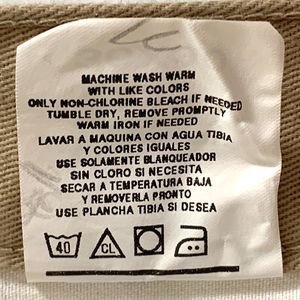 MACHINE WASH WARM
WITH LIKE COLORS
ONLY NON-CHLORINE BLEACH IF NEEDED
TUMBLE DRY, REMOVE PROMPTLY
WARM IRON IF NEEDED
LAVAR A MAQUINA CON AGUA TIBIA
Y COLORES IGUALES
USE SOLAMENTE BLANQUEADOR
SIN CLORO SI NECESITA
SECAR A TEMPERATURA BAJA
Y REMOVERLA PRONTO
USE PLANCHA TIBIA SI DESEA
40 CL